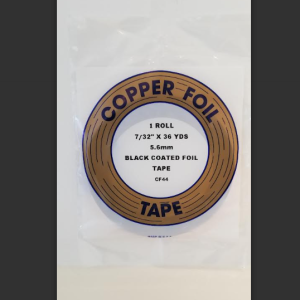 COPPER FOIL
1 ROLL
7/32" X 36 YDS
5.6mm
BLACK COATED FOIL
TAPE
CF44
TAPE